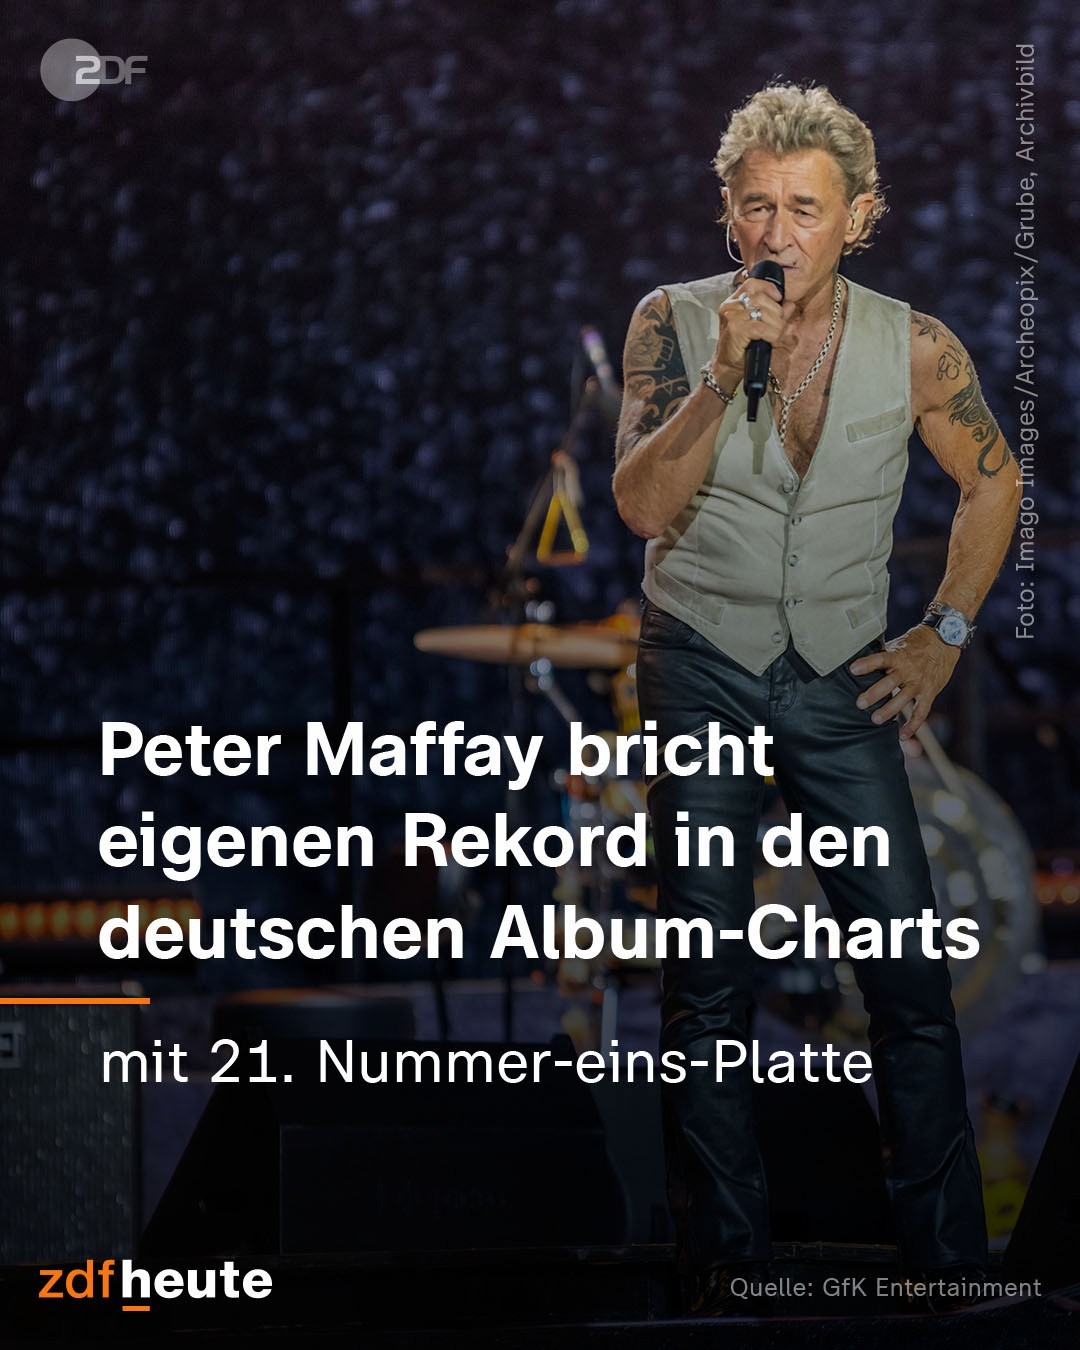 ZDF
Foto: Imago Images/Archeopix/Grube, Archivbild
Peter Maffay bricht
eigenen Rekord in den
deutschen Album-Charts
mit 21. Nummer-eins-Platte
zdfheute
Quelle: GfK Entertainment